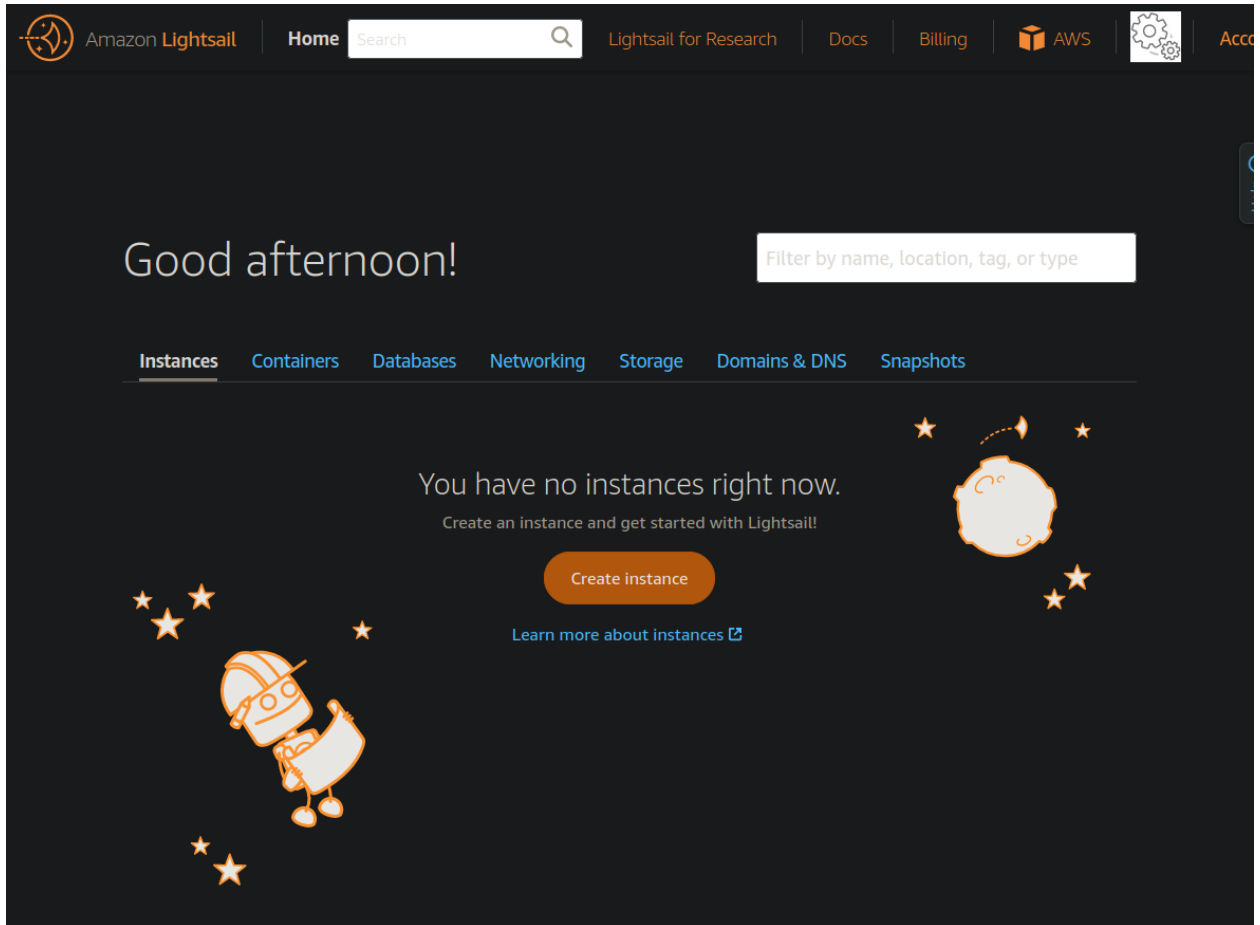 Amazon Lightsail Home Search Lightsail for Research Docs Billing AWS
Good afternoon!
Filter by name, location, tag, or type
Instances Containers Databases Networking Storage Domains & DNS Snapshots
You have no instances right now.
Create an instance and get started with Lightsail!
Create instance
Learn more about instances